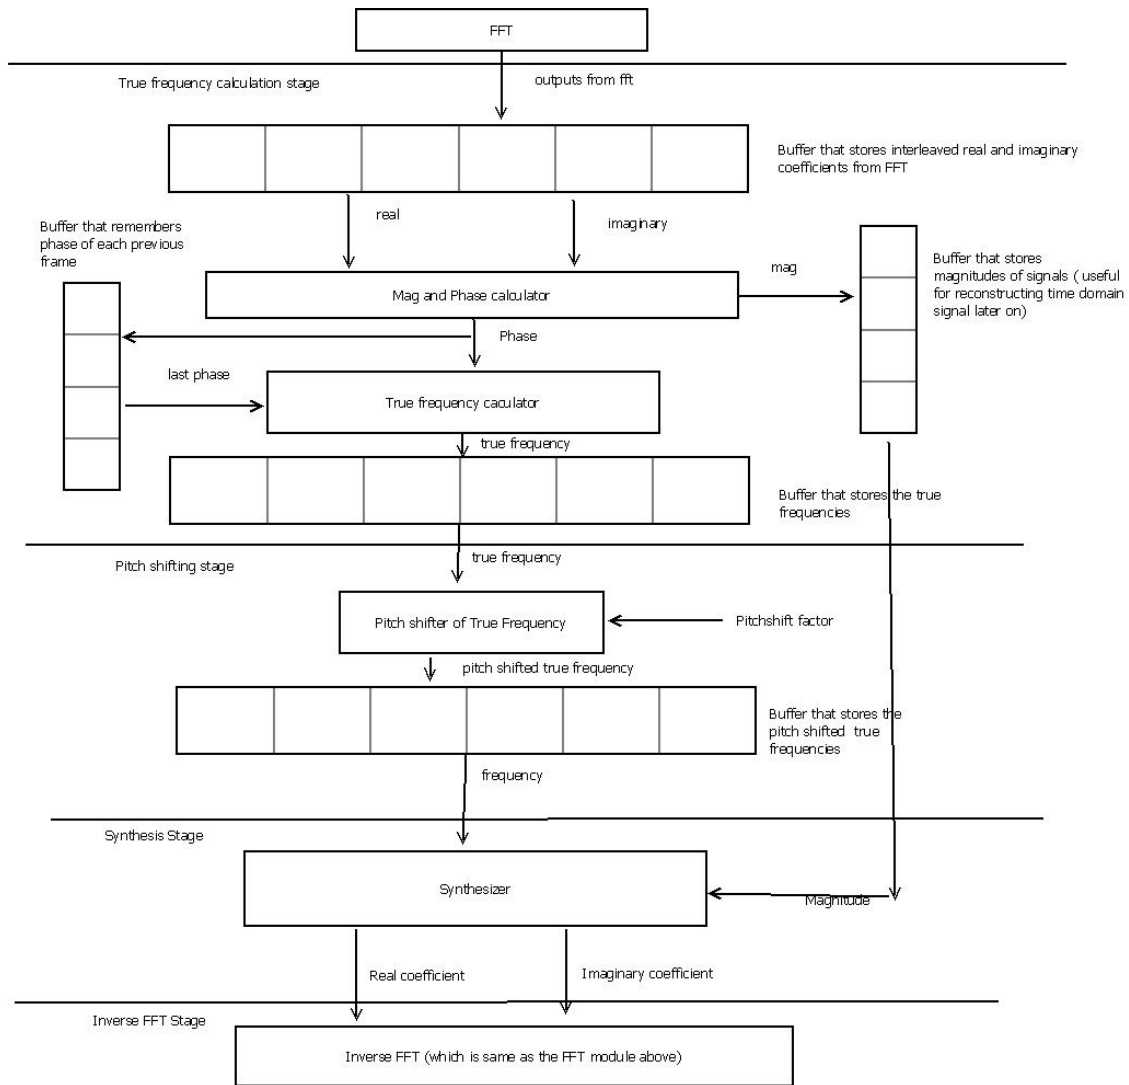 FFT
True frequency calculation stage
outputs from fft
Buffer that stores interleaved real and imaginary
coefficients from FFT
real
imaginary
Buffer that remembers
phase of each previous
frame
mag
Buffer that stores
magnitudes of signals ( useful
for reconstructing time domain
signal later on)
Mag and Phase calculator
Phase
last phase
True frequency caculator
true frequency
Buffer that stores the true
frequencies
true frequency
Pitch shifting stage
Pitch shifter of True Frequency
Pitchshift factor
pitch shifted true frequency
Buffer that stores the
pitch shifted true
frequencies
frequency
Synthesis Stage
Synthesizer
Magnitude
Real coefficient
Imaginary coefficient
Inverse FFT Stage
Inverse FFT (which is same as the FFT module above)